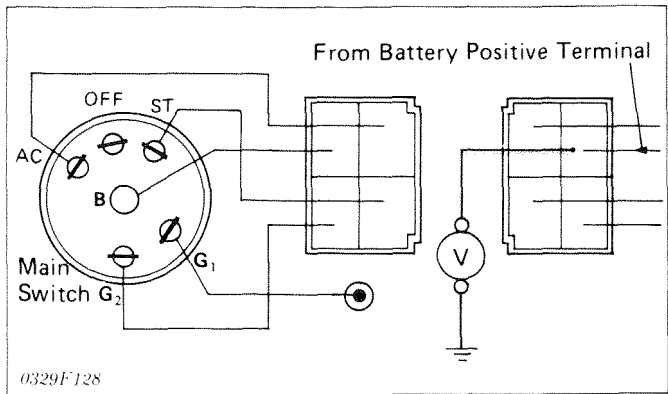 From Battery Positive Terminal
OFF
ST
AC
B
G₁
Main
Switch G₂
V
0329F128